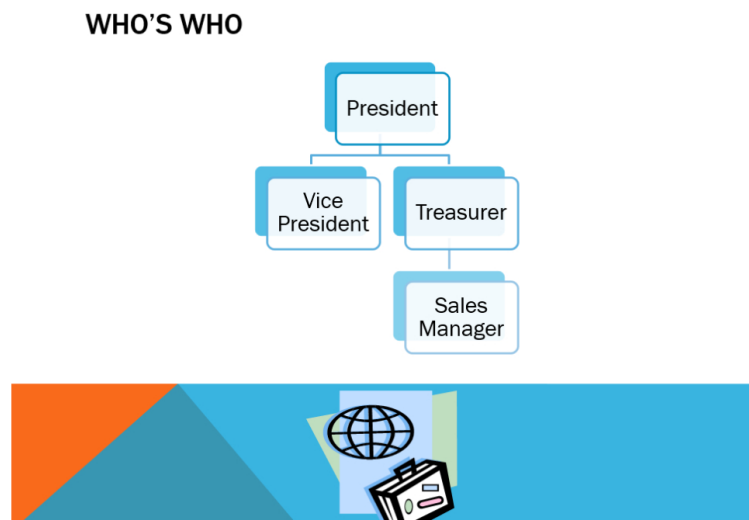 WHO'S WHO
President
Vice
President
Treasurer
Sales
Manager